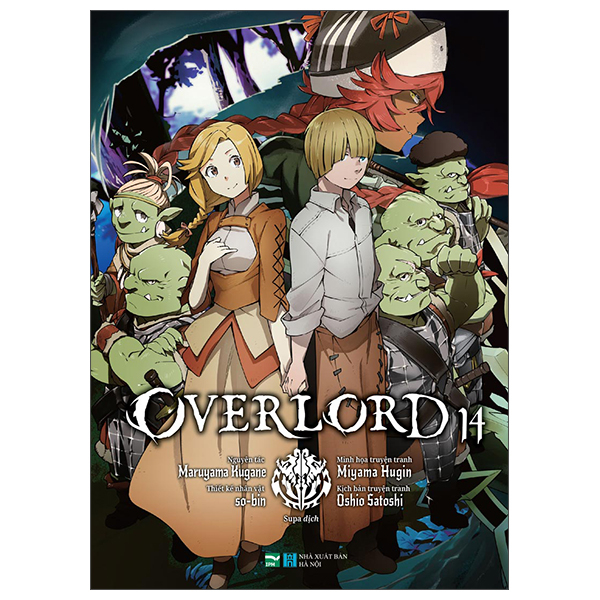 OVERLORD 14
Nguyên tác
Maruyama Kugane
Thiết kế nhân vật
so-bin
Minh họa truyện tranh
Miyama Hugin
Kịch bản truyện tranh
Oshio Satoshi
Supa dịch
IPM
NHÀ XUẤT BẢN
HÀ NỘI